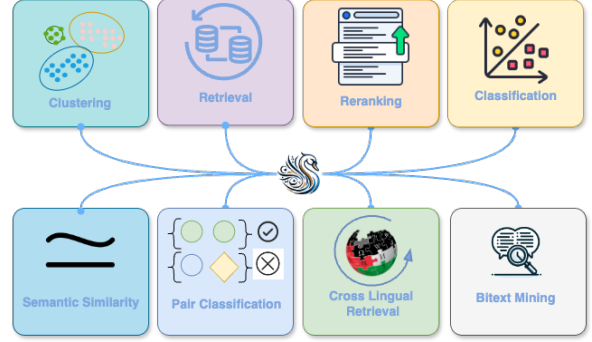 Clustering
Retrieval
Reranking
Classification
Semantic Similarity
Pair Classification
Cross Lingual
Retrieval
Bitext Mining